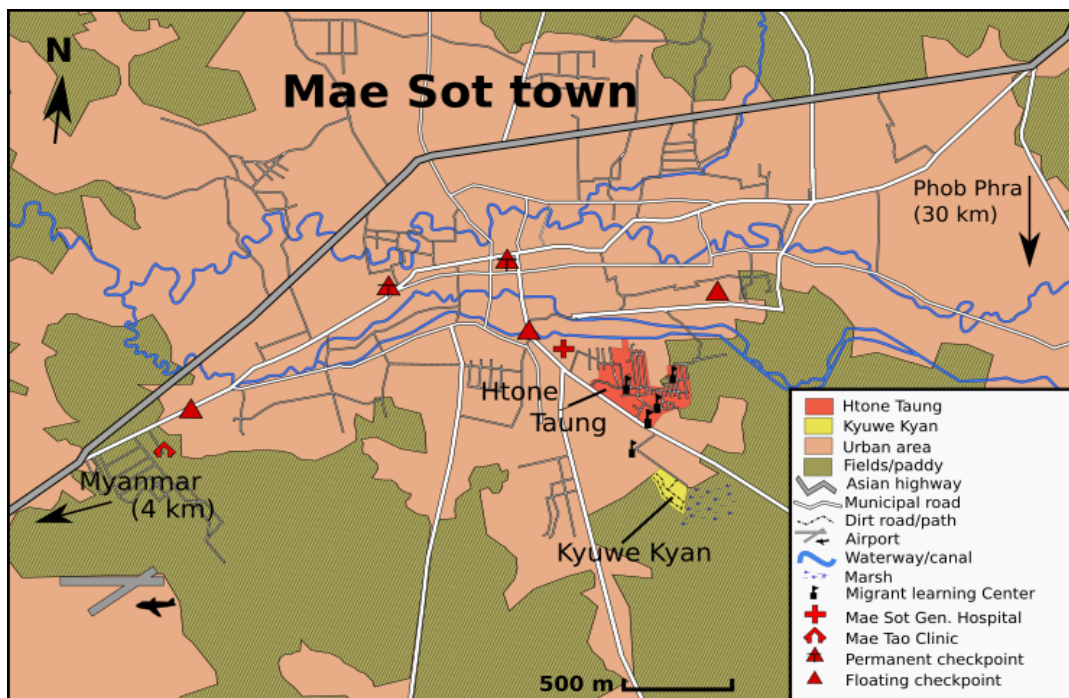 N
Mae Sot town
Phob Phra
(30 km)
Htone
Taung
Myanmar
(4 km)
Kyuwe Kyan
500 m
Htone Taung
Kyuwe Kyan
Urban area
Fields/paddy
Asian highway
Municipal road
Dirt road/path
Airport
Waterway/canal
Marsh
Migrant learning Center
Mae Sot Gen. Hospital
Mae Tao Clinic
Permanent checkpoint
Floating checkpoint